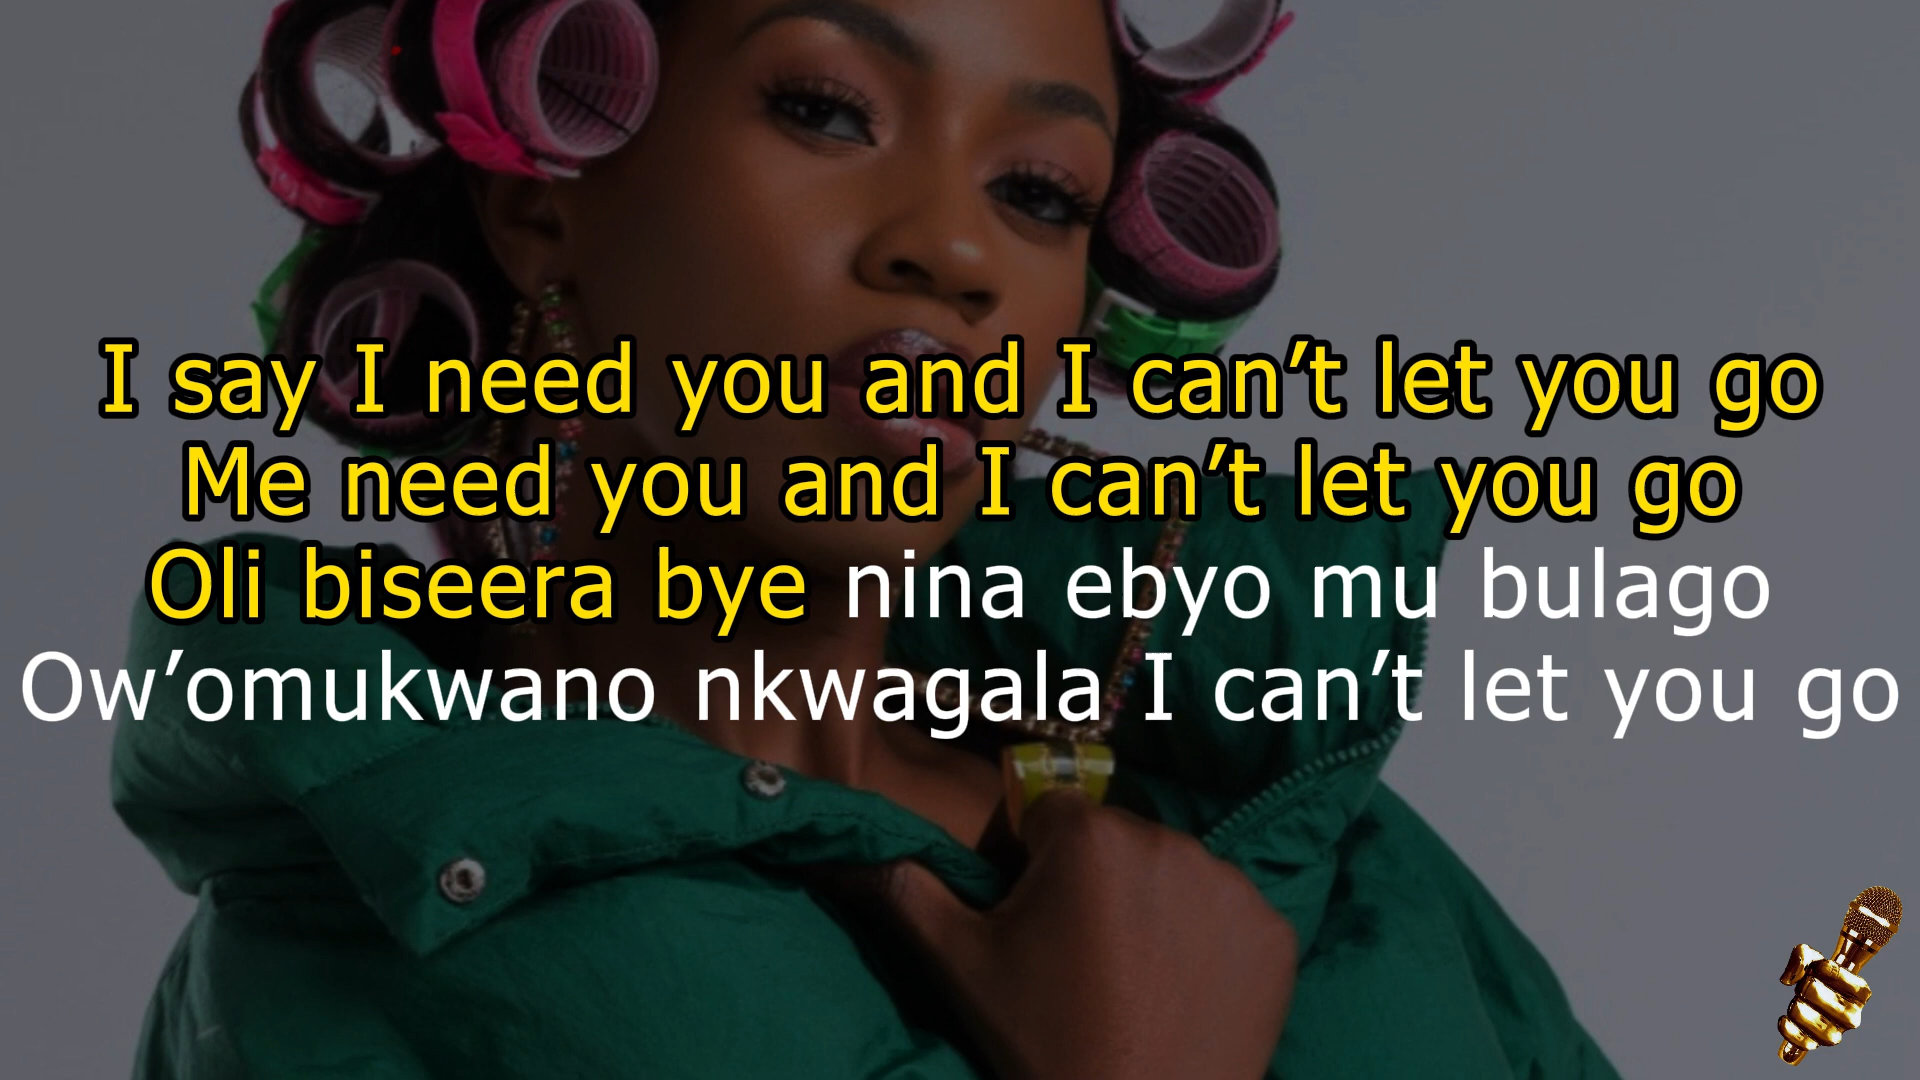 I say I need you and I can’t let you go
Me need you and I can’t let you go
Oli biseera bye nina ebyo mu bulago
Ow’omukwano nkwagala I can’t let you go